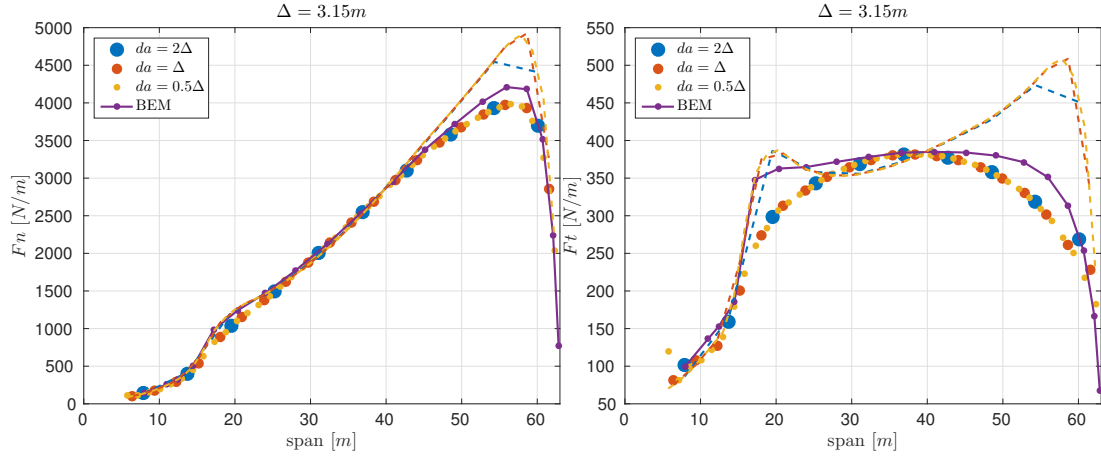 Δ = 3.15m
5000
4500
4000
3500
3000
2500
2000
1500
1000
500
0
Fn [N/m]
da = 2Δ
da = Δ
da = 0.5Δ
BEM
0 10 20 30 40 50 60
span [m]
Δ = 3.15m
550
500
450
400
350
300
250
200
150
100
50
Ft [N/m]
da = 2Δ
da = Δ
da = 0.5Δ
BEM
0 10 20 30 40 50 60
span [m]